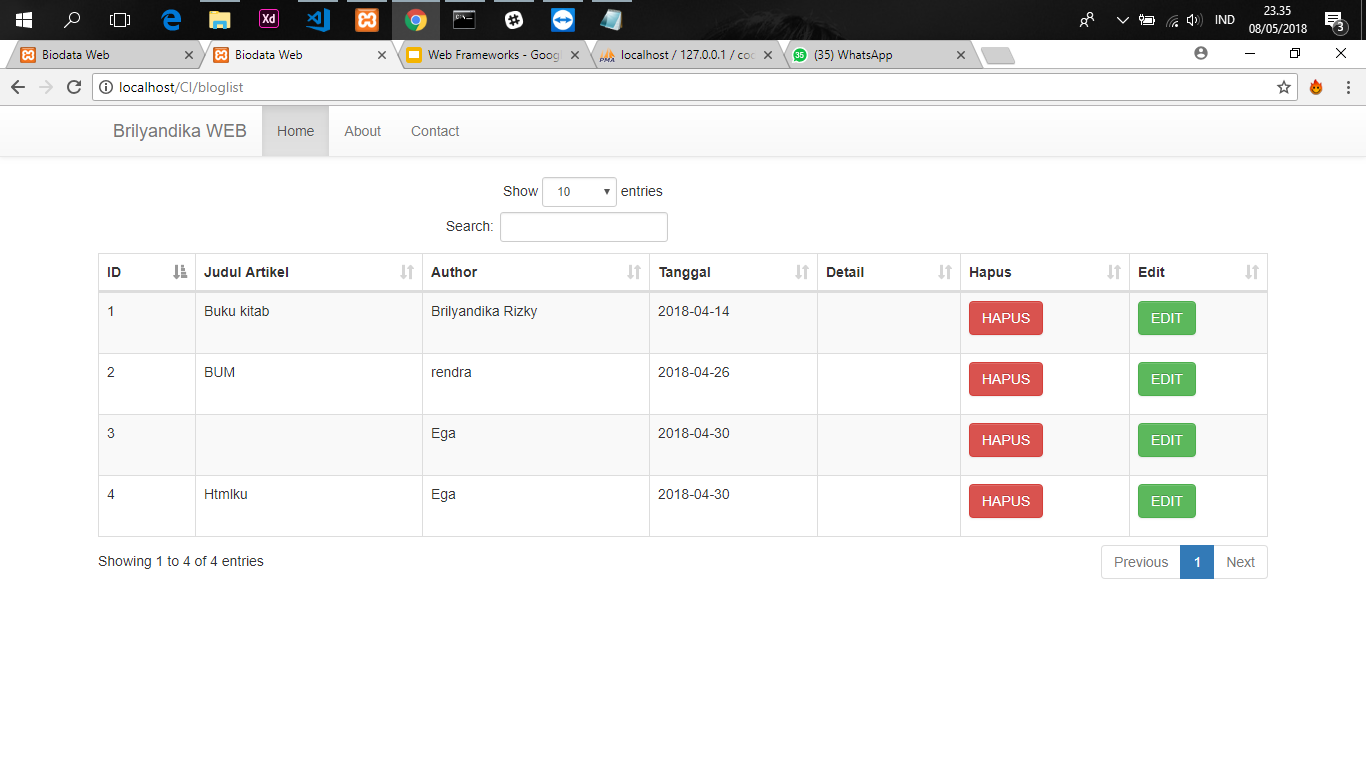 Xd
C:\.
IND
23.35
08/05/2018
3
Biodata Web
Biodata Web
Web Frameworks - Goog
PMA
localhost / 127.0.0.1 / coc
35
(35) WhatsApp
localhost/CI/bloglist
Brilyandika WEB Home About Contact
Show 10 entries
Search:
ID Judul Artikel Author Tanggal Detail Hapus Edit
1 Buku kitab Brilyandika Rizky 2018-04-14 HAPUS EDIT
2 BUM rendra 2018-04-26 HAPUS EDIT
3 Ega 2018-04-30 HAPUS EDIT
4 Htmlku Ega 2018-04-30 HAPUS EDIT
Showing 1 to 4 of 4 entries
Previous 1 Next